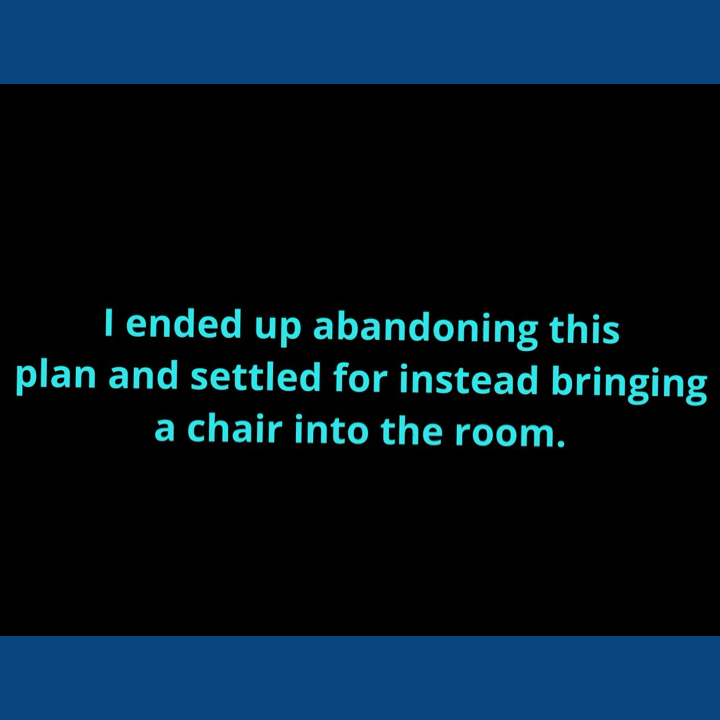 I ended up abandoning this
plan and settled for instead bringing
a chair into the room.